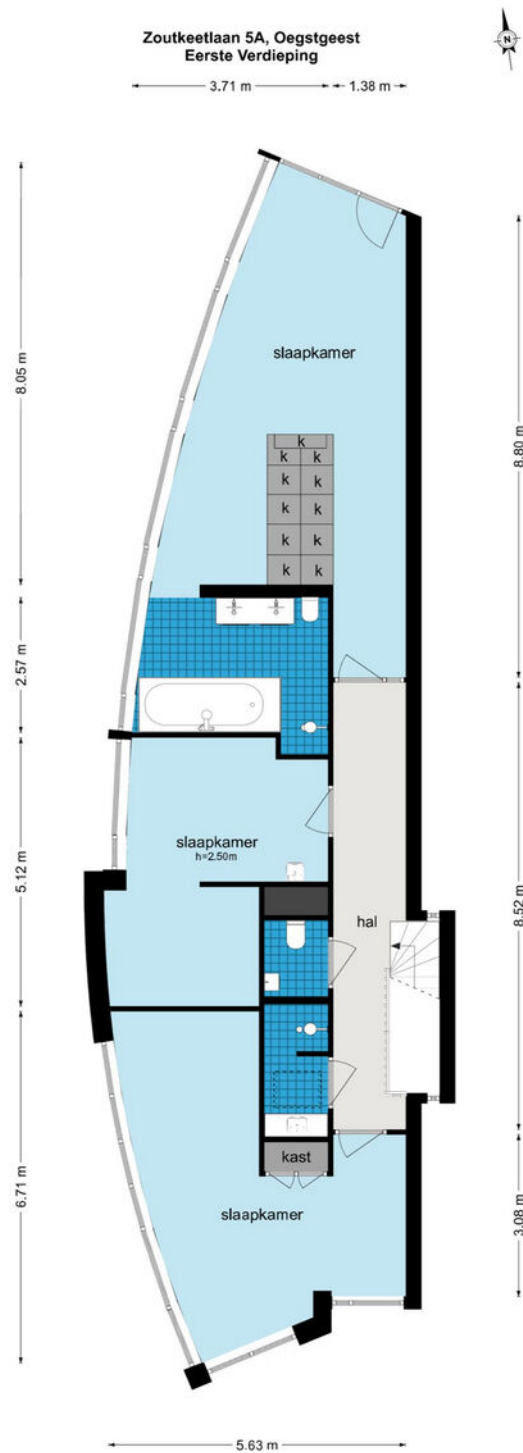 Zoutkeetlaan 5A, Oegstgeest
Eerste Verdieping
N
3.71 m
1.38 m
8.05 m
slaapkamer
8.80 m
k
k k
k k
k k
k k
k k
2.57 m
5.12 m
slaapkamer
h=2.50m
hal
8.52 m
6.71 m
kast
slaapkamer
3.08 m
5.63 m